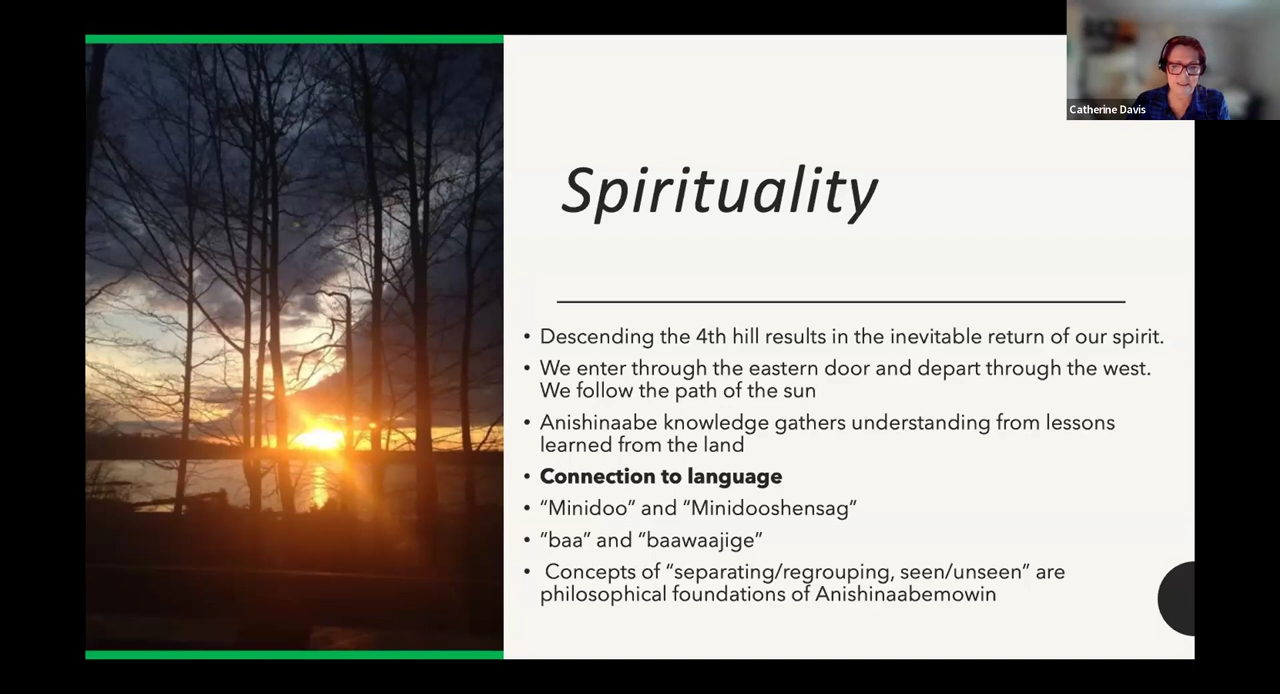 Catherine Davis
Spirituality
• Descending the 4th hill results in the inevitable return of our spirit.
• We enter through the eastern door and depart through the west.
We follow the path of the sun
• Anishinaabe knowledge gathers understanding from lessons
learned from the land
• Connection to language
• “Minidoo” and “Minidooshensag”
• “baa” and “baawaajige”
• Concepts of “separating/regrouping, seen/unseen” are
philosophical foundations of Anishinaabemowin